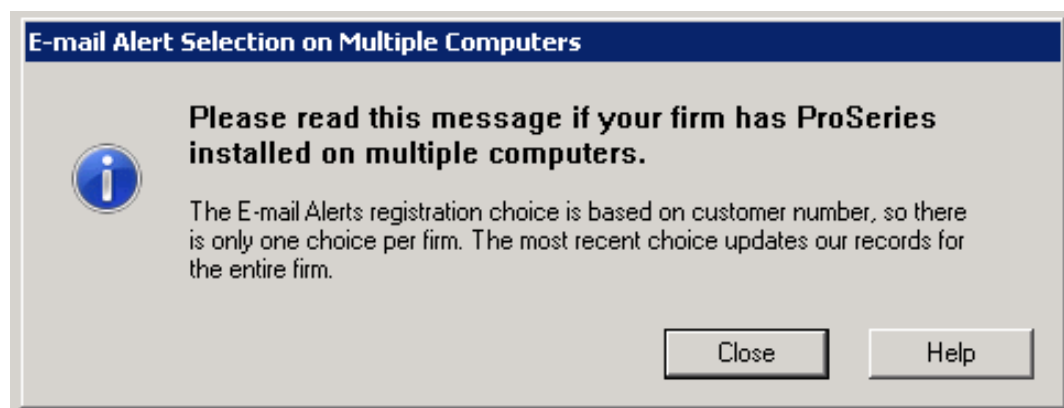 E-mail Alert Selection on Multiple Computers
Please read this message if your firm has ProSeries
installed on multiple computers.
The E-mail Alerts registration choice is based on customer number, so there
is only one choice per firm. The most recent choice updates our records for
the entire firm.
Close
Help